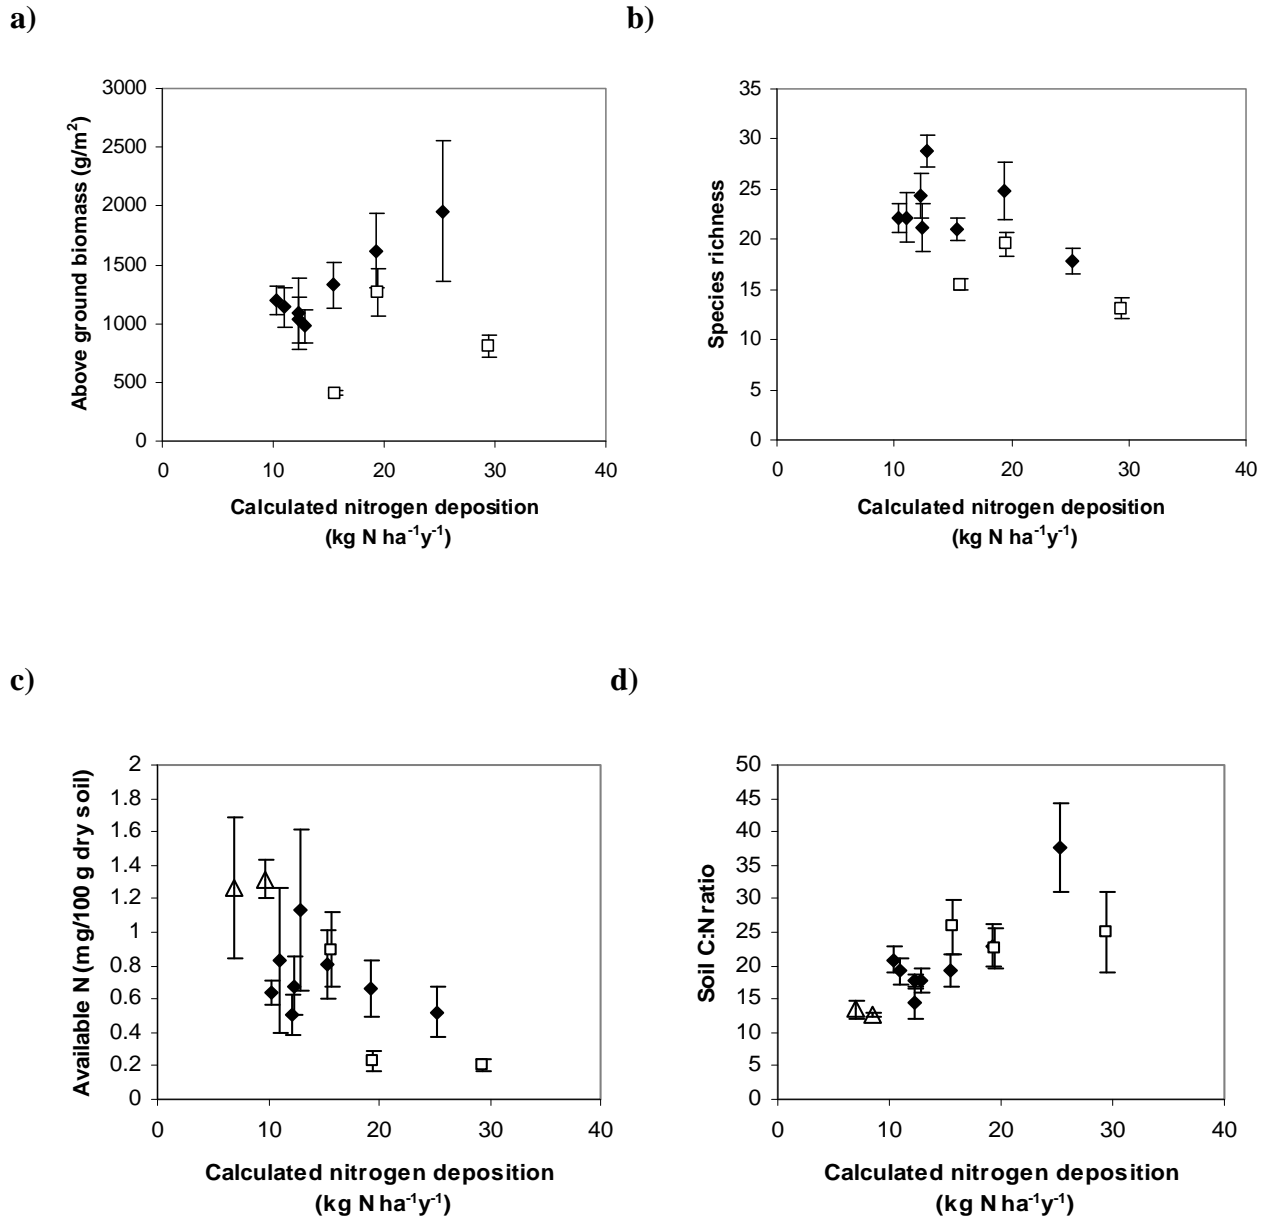 a)
3000
2500
2000
1500
1000
500
0
Above ground biomass (g/m²)
0 10 20 30 40
Calculated nitrogen deposition
(kg N ha⁻¹y⁻¹)
b)
35
30
25
20
15
10
5
0
Species richness
0 10 20 30 40
Calculated nitrogen deposition
(kg N ha⁻¹y⁻¹)
c)
2
1.8
1.6
1.4
1.2
1
0.8
0.6
0.4
0.2
0
Available N (mg/100 g dry soil)
0 10 20 30 40
Calculated nitrogen deposition
(kg N ha⁻¹y⁻¹)
d)
50
45
40
35
30
25
20
15
10
5
0
Soil C:N ratio
0 10 20 30 40
Calculated nitrogen deposition
(kg N ha⁻¹y⁻¹)